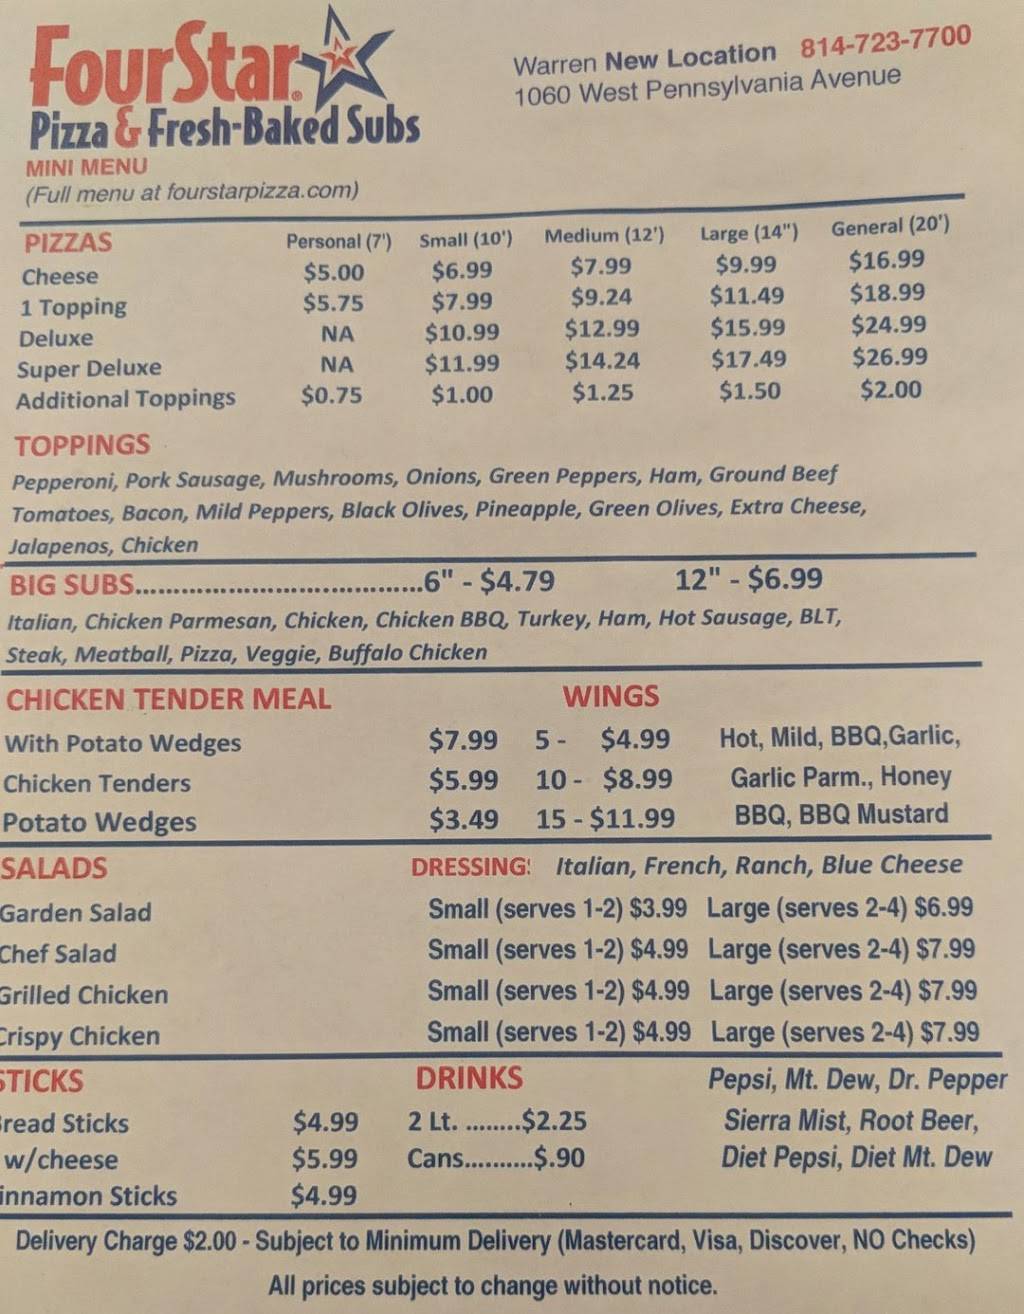 FourStar®
Pizza & Fresh-Baked Subs
Warren New Location 814-723-7700
1060 West Pennsylvania Avenue
MINI MENU
(Full menu at fourstarpizza.com)
PIZZAS Personal (7') Small (10') Medium (12') Large (14") General (20')
Cheese $5.00 $6.99 $7.99 $9.99 $16.99
1 Topping $5.75 $7.99 $9.24 $11.49 $18.99
Deluxe NA $10.99 $12.99 $15.99 $24.99
Super Deluxe NA $11.99 $14.24 $17.49 $26.99
Additional Toppings $0.75 $1.00 $1.25 $1.50 $2.00
TOPPINGS
Pepperoni, Pork Sausage, Mushrooms, Onions, Green Peppers, Ham, Ground Beef
Tomatoes, Bacon, Mild Peppers, Black Olives, Pineapple, Green Olives, Extra Cheese,
Jalapenos, Chicken
BIG SUBS.....................................6" - $4.79 12" - $6.99
Italian, Chicken Parmesan, Chicken, Chicken BBQ, Turkey, Ham, Hot Sausage, BLT,
Steak, Meatball, Pizza, Veggie, Buffalo Chicken
CHICKEN TENDER MEAL WINGS
With Potato Wedges $7.99 5 - $4.99 Hot, Mild, BBQ,Garlic,
Chicken Tenders $5.99 10 - $8.99 Garlic Parm., Honey
Potato Wedges $3.49 15 - $11.99 BBQ, BBQ Mustard
SALADS DRESSING: Italian, French, Ranch, Blue Cheese
Garden Salad Small (serves 1-2) $3.99 Large (serves 2-4) $6.99
Chef Salad Small (serves 1-2) $4.99 Large (serves 2-4) $7.99
Grilled Chicken Small (serves 1-2) $4.99 Large (serves 2-4) $7.99
Crispy Chicken Small (serves 1-2) $4.99 Large (serves 2-4) $7.99
STICKS DRINKS Pepsi, Mt. Dew, Dr. Pepper
Bread Sticks $4.99 2 Lt. ........$2.25 Sierra Mist, Root Beer,
w/cheese $5.99 Cans..........$.90 Diet Pepsi, Diet Mt. Dew
innamon Sticks $4.99
Delivery Charge $2.00 - Subject to Minimum Delivery (Mastercard, Visa, Discover, NO Checks)
All prices subject to change without notice.